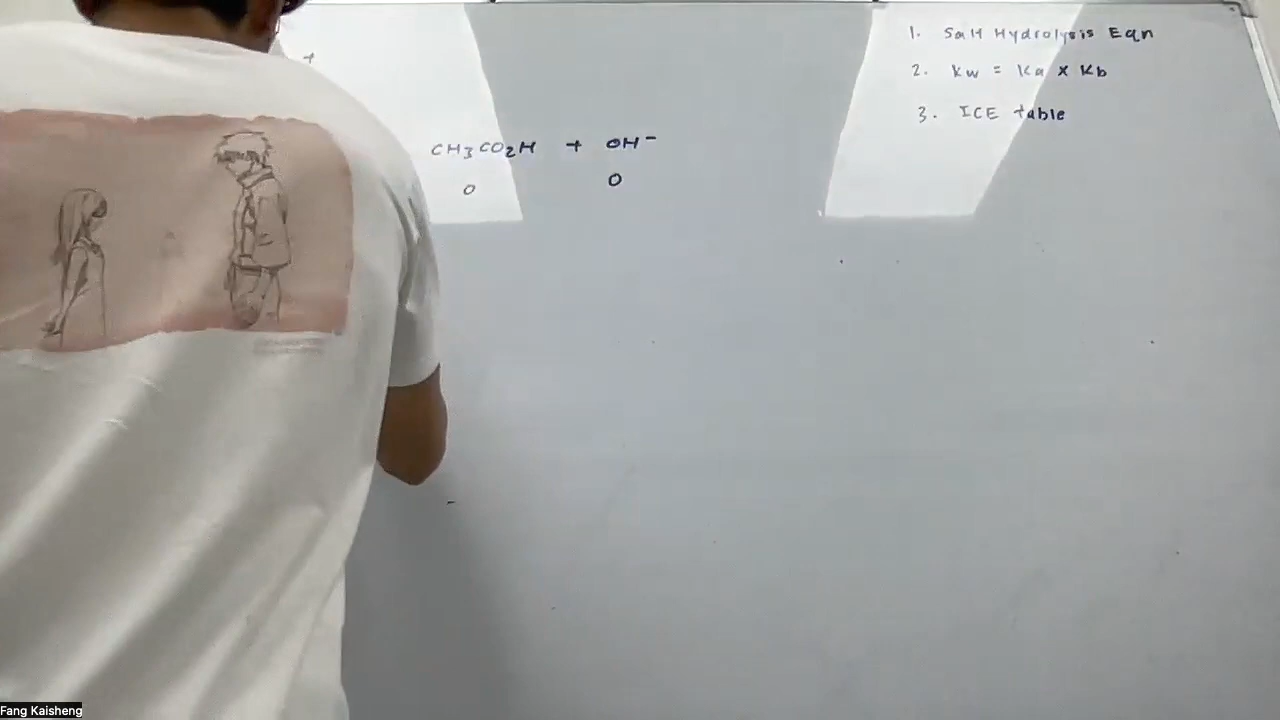 1. Salt Hydrolysis Eqn
+
2. Kw = Ka x Kb
3. ICE table
CH3CO2H + OH-
0 0
-
Fang Kaisheng